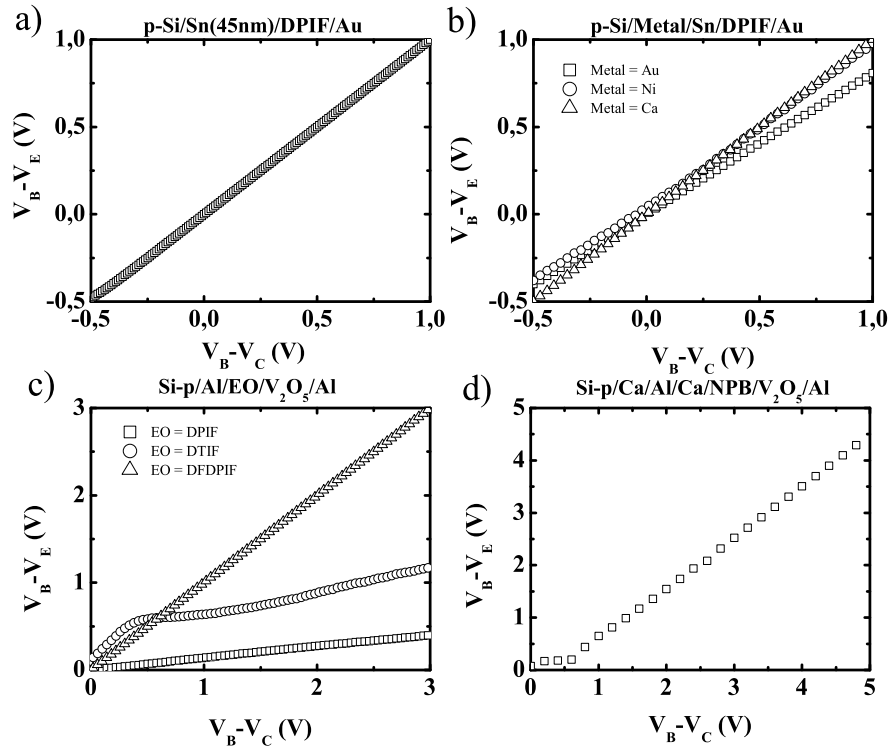 a)
p-Si/Sn(45nm)/DPIF/Au
1,0
0,5
0,0
-0,5
V_B-V_E (V)
-0,5
0,0
0,5
1,0
V_B-V_C (V)
b)
p-Si/Metal/Sn/DPIF/Au
Metal = Au
Metal = Ni
Metal = Ca
1,0
0,5
0,0
-0,5
V_B-V_E (V)
-0,5
0,0
0,5
1,0
V_B-V_C (V)
c)
Si-p/Al/EO/V₂O₅/Al
EO = DPIF
EO = DTIF
EO = DFDPIF
3
2
1
0
V_B-V_E (V)
0
1
2
3
V_B-V_C (V)
d)
Si-p/Ca/Al/Ca/NPB/V₂O₅/Al
5
4
3
2
1
0
V_B-V_E (V)
0
1
2
3
4
5
V_B-V_C (V)